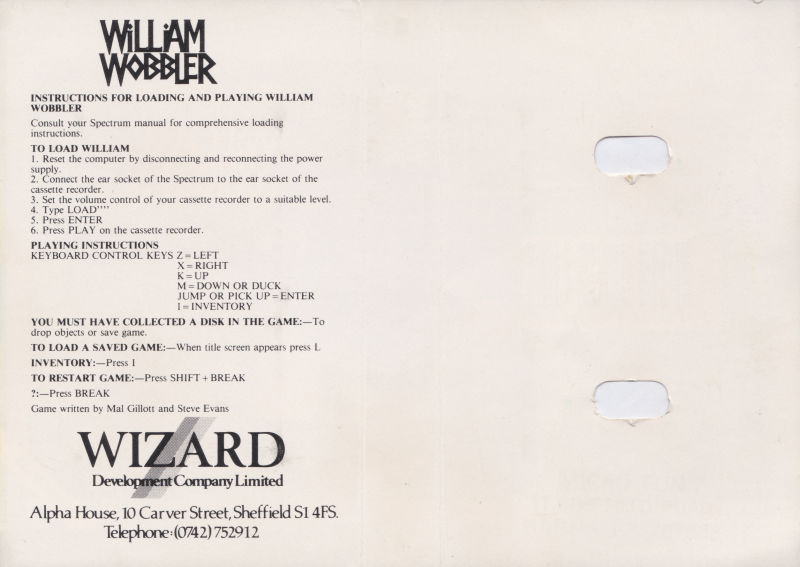 WiLLiAM
WOBBLER
INSTRUCTIONS FOR LOADING AND PLAYING WILLIAM
WOBBLER
Consult your Spectrum manual for comprehensive loading
instructions.
TO LOAD WILLIAM
1. Reset the computer by disconnecting and reconnecting the power
supply.
2. Connect the ear socket of the Spectrum to the ear socket of the
cassette recorder.
3. Set the volume control of your cassette recorder to a suitable level.
4. Type LOAD""
5. Press ENTER
6. Press PLAY on the cassette recorder.
PLAYING INSTRUCTIONS
KEYBOARD CONTROL KEYS Z = LEFT
X = RIGHT
K = UP
M = DOWN OR DUCK
JUMP OR PICK UP = ENTER
I = INVENTORY
YOU MUST HAVE COLLECTED A DISK IN THE GAME:—To
drop objects or save game.
TO LOAD A SAVED GAME:—When title screen appears press L
INVENTORY:—Press I
TO RESTART GAME:—Press SHIFT + BREAK
?:—Press BREAK
Game written by Mal Gillott and Steve Evans
WIZARD
Development Company Limited
Alpha House, 10 Carver Street, Sheffield S1 4FS.
Telephone: (0742) 752912